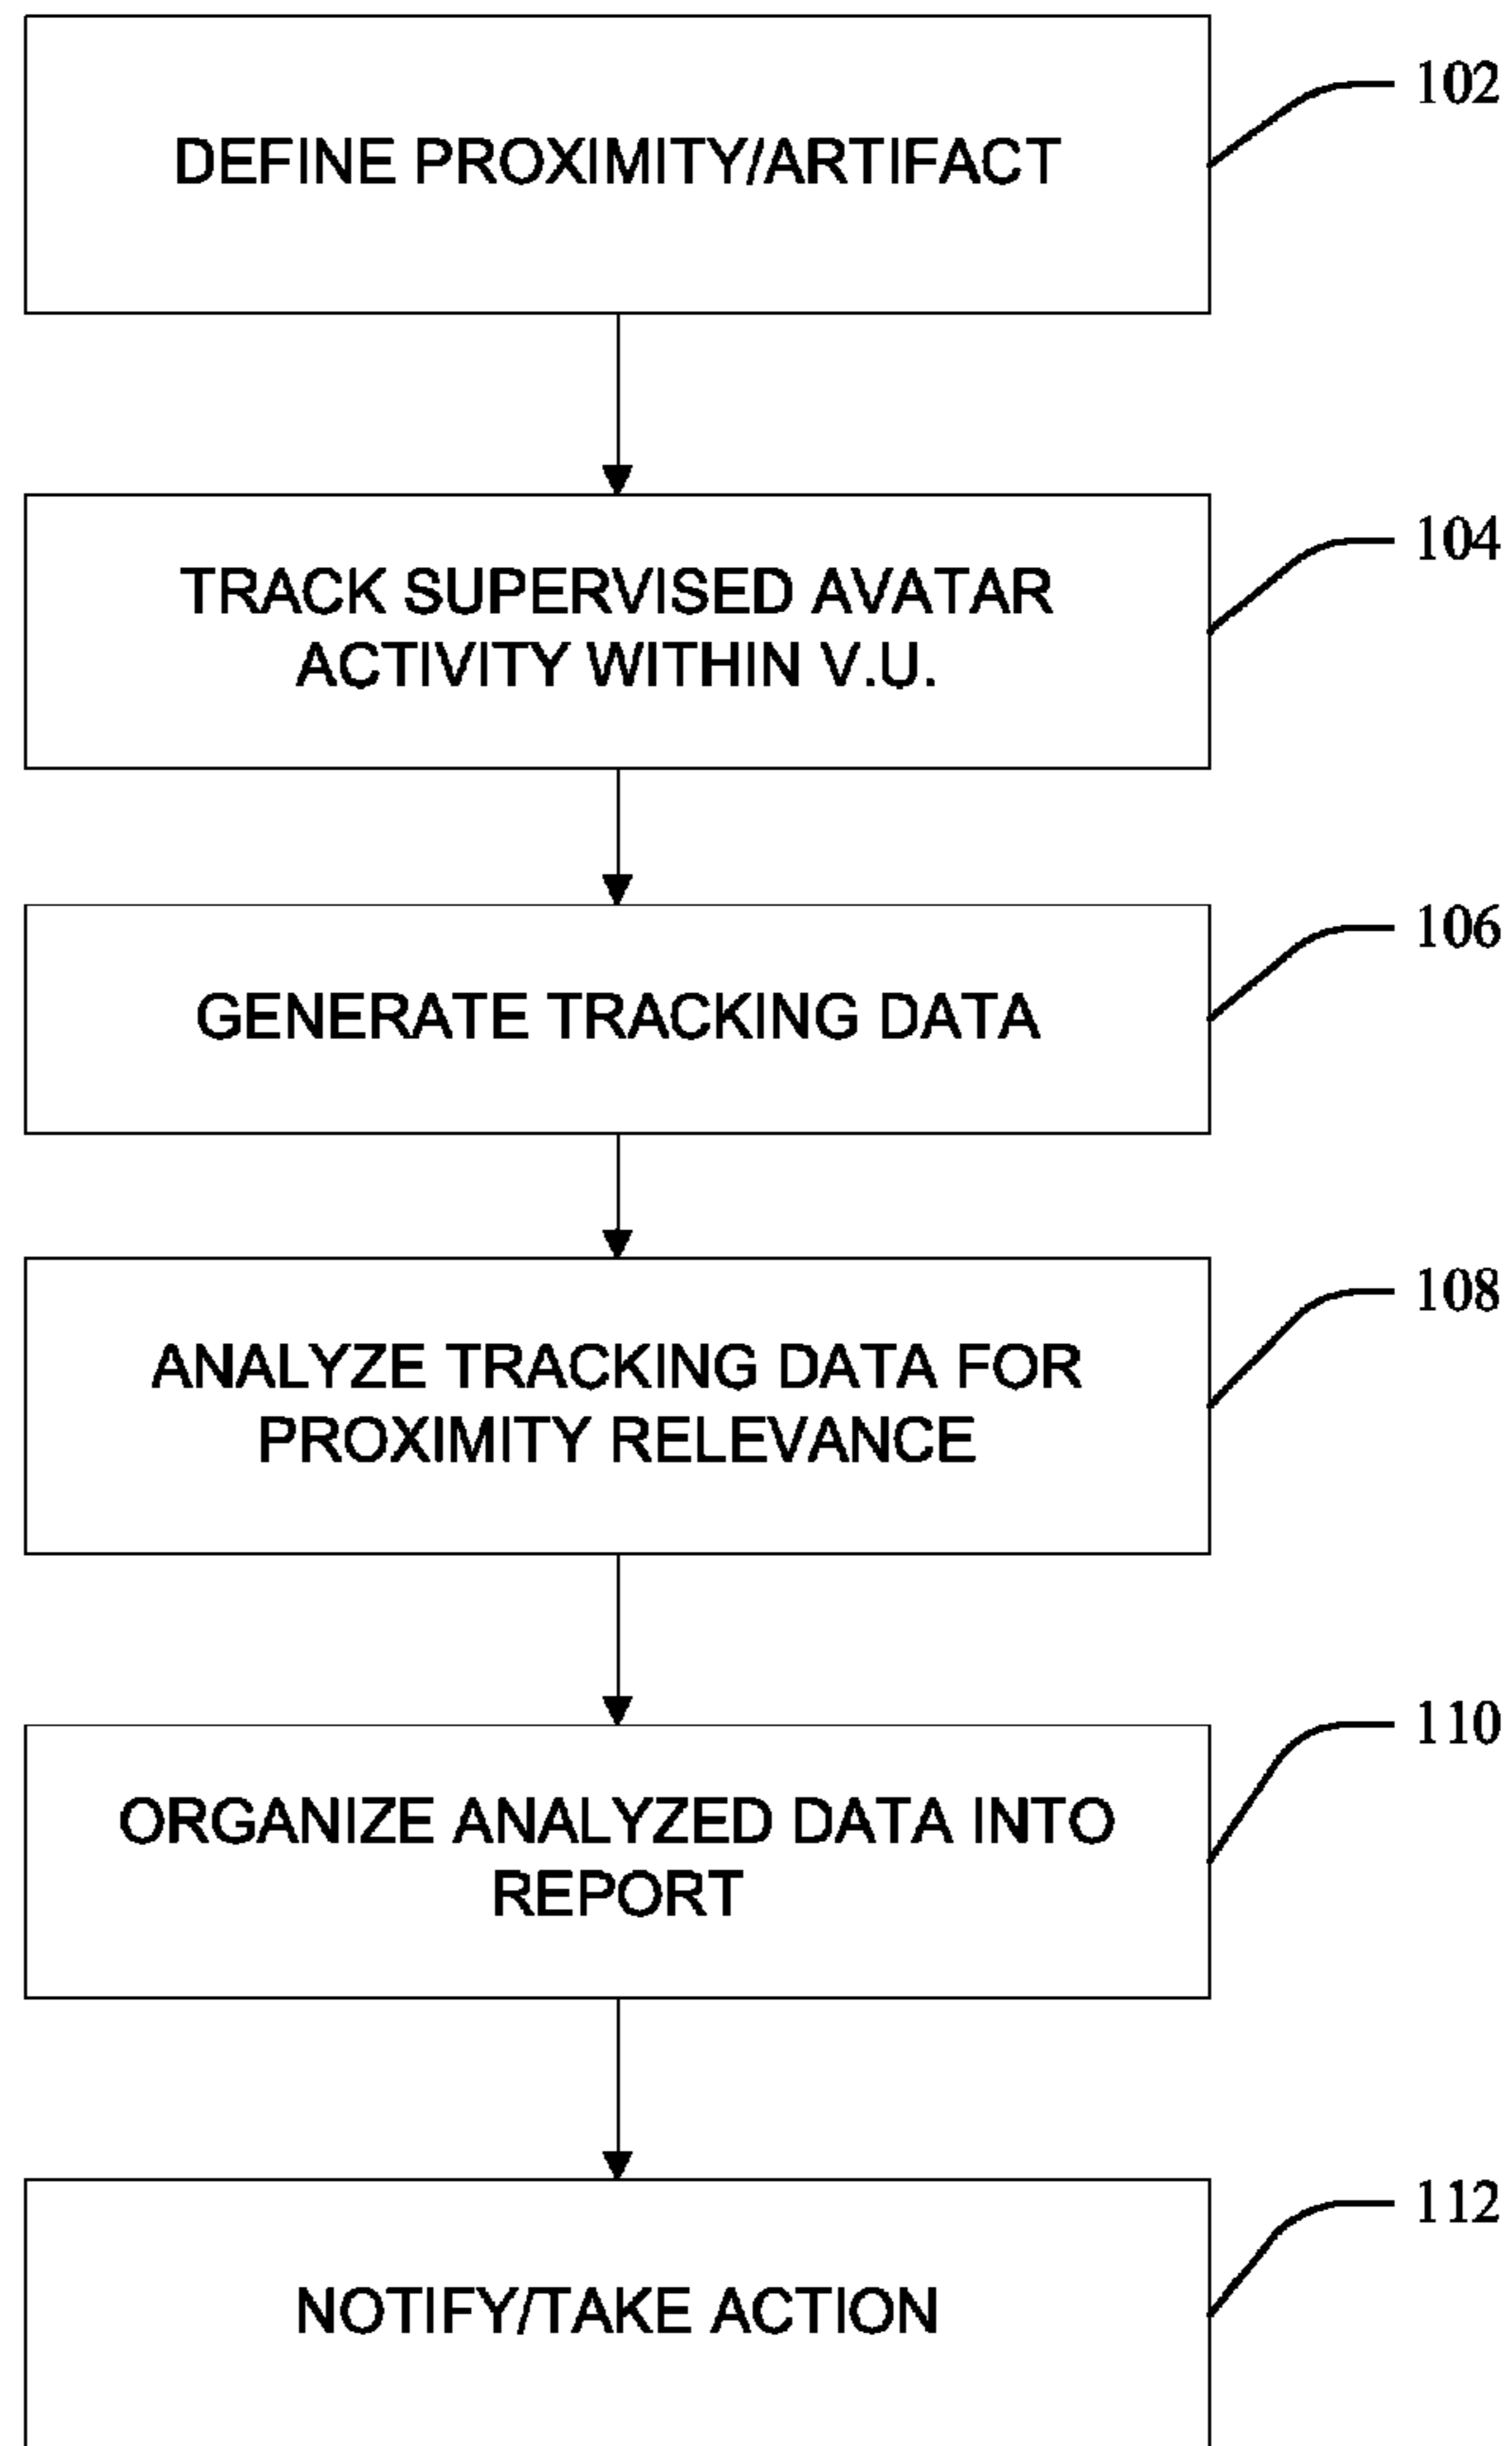 DEFINE PROXIMITY/ARTIFACT
102
TRACK SUPERVISED AVATAR
ACTIVITY WITHIN V.U.
104
GENERATE TRACKING DATA
106
ANALYZE TRACKING DATA FOR
PROXIMITY RELEVANCE
108
ORGANIZE ANALYZED DATA INTO
REPORT
110
NOTIFY/TAKE ACTION
112